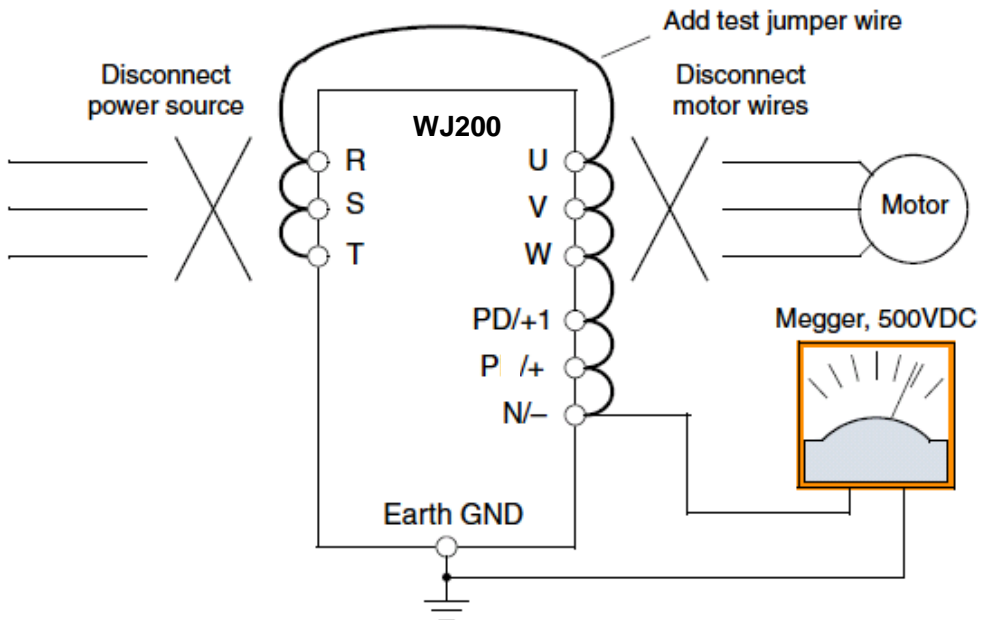 Add test jumper wire
Disconnect
power source
Disconnect
motor wires
WJ200
R
U
S
V
Motor
T
W
PD/+1
Megger, 500VDC
P /+
N/–
Earth GND